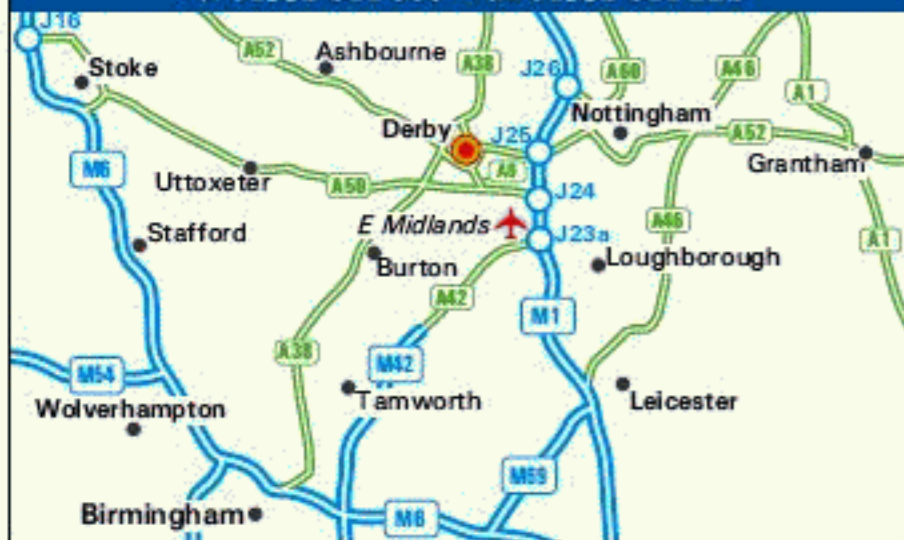 J16
A52
Ashbourne
A38
J26
A60
A46
A1
Stoke
Nottingham
Derby
J25
A52
Grantham
M6
A6
Uttoxeter
A50
J24
E Midlands
J23a
A46
A1
Stafford
Burton
Loughborough
A42
M1
A38
M42
M54
Tamworth
Leicester
Wolverhampton
M69
Birmingham
M6